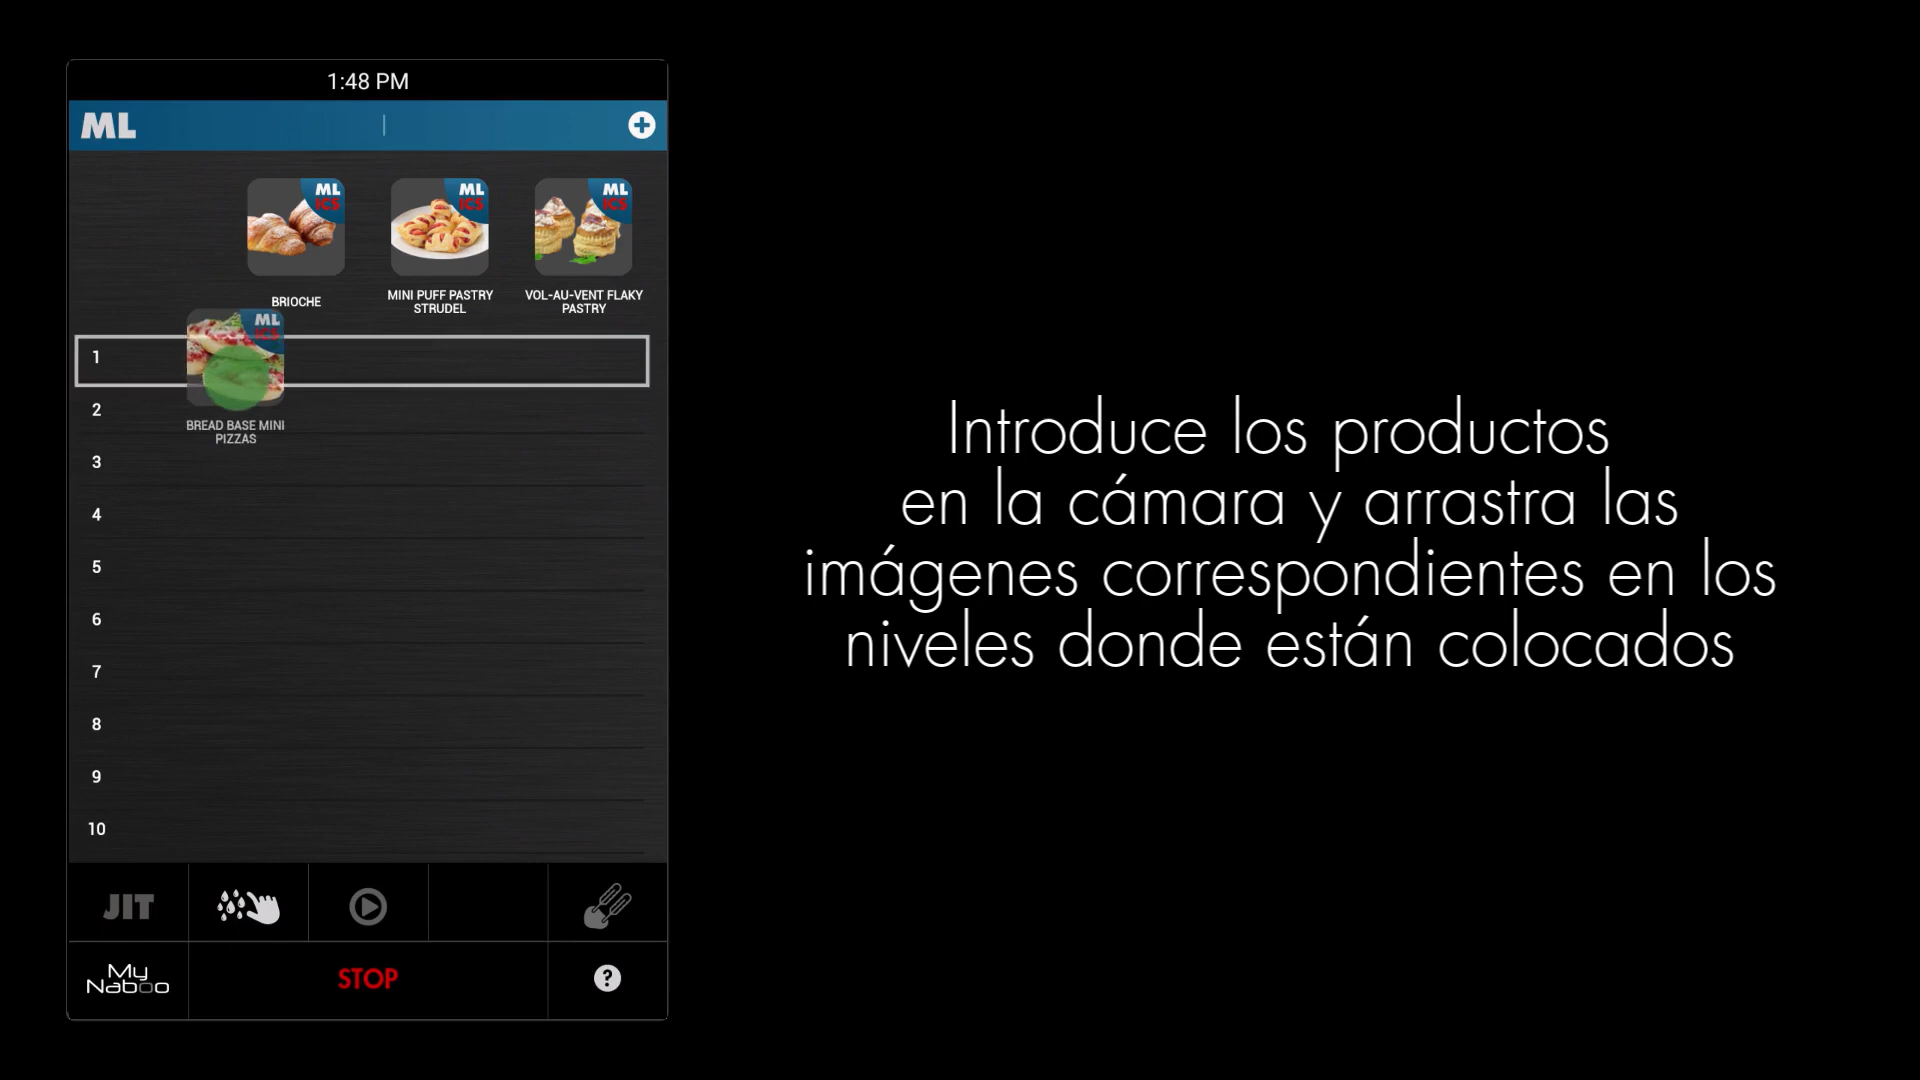 1:48 PM
ML
ML
ICS
ML
ICS
ML
ICS
BRIOCHE
MINI PUFF PASTRY
STRUDEL
VOL-AU-VENT FLAKY
PASTRY
ML
ICS
BREAD BASE MINI
PIZZAS
1
2
3
4
5
6
7
8
9
10
JIT
My
Naboo
STOP
?
Introduce los productos
en la cámara y arrastra las
imágenes correspondientes en los
niveles donde están colocados